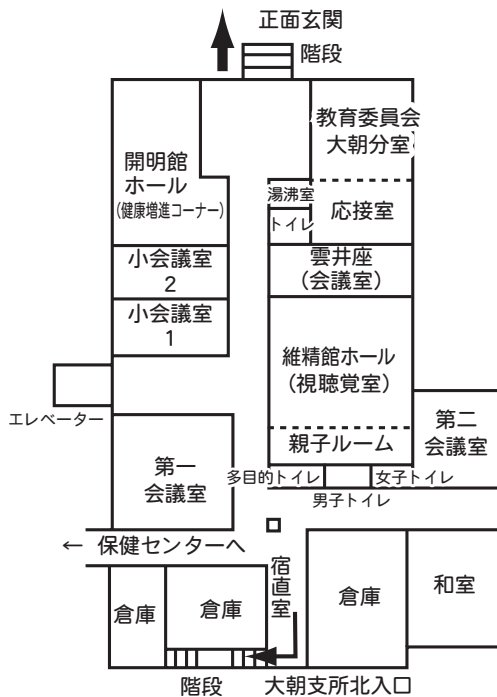 正面玄関
階段
教育委員会
大朝分室
開明館
ホール
(健康増進コーナー)
湯沸室
トイレ
応接室
小会議室
2
雲井座
(会議室)
小会議室
1
維精館ホール
(視聴覚室)
エレベーター
第二
会議室
親子ルーム
第一
会議室
多目的トイレ
女子トイレ
男子トイレ
← 保健センターへ
宿直室
倉庫
倉庫
倉庫
和室
階段
大朝支所北入口